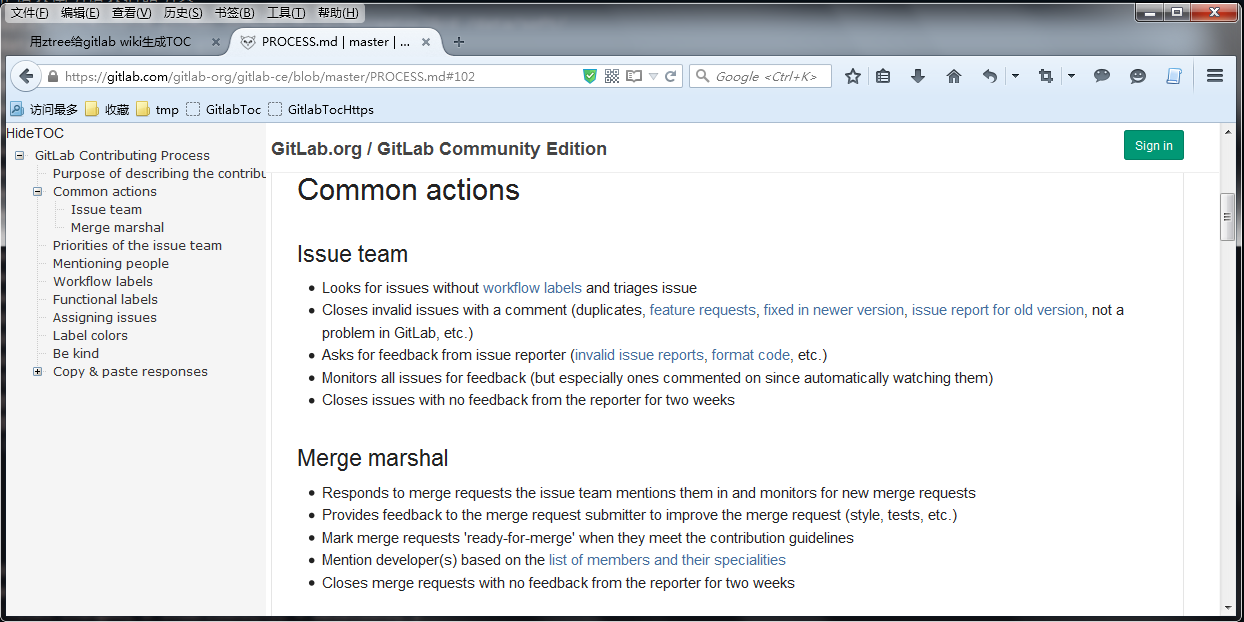 文件(F) 编辑(E) 查看(V) 历史(S) 书签(B) 工具(T) 帮助(H)
用ztree给gitlab wiki生成TOC
PROCESS.md | master | ...
https://gitlab.com/gitlab-org/gitlab-ce/blob/master/PROCESS.md#102
Google <Ctrl+K>
访问最多 收藏 tmp GitlabToc GitlabTocHttps
HideTOC
GitLab Contributing Process
Purpose of describing the contribu
Common actions
Issue team
Merge marshal
Priorities of the issue team
Mentioning people
Workflow labels
Functional labels
Assigning issues
Label colors
Be kind
Copy & paste responses
GitLab.org / GitLab Community Edition
Sign in
Common actions
Issue team
Looks for issues without workflow labels and triages issue
Closes invalid issues with a comment (duplicates, feature requests, fixed in newer version, issue report for old version, not a
problem in GitLab, etc.)
Asks for feedback from issue reporter (invalid issue reports, format code, etc.)
Monitors all issues for feedback (but especially ones commented on since automatically watching them)
Closes issues with no feedback from the reporter for two weeks
Merge marshal
Responds to merge requests the issue team mentions them in and monitors for new merge requests
Provides feedback to the merge request submitter to improve the merge request (style, tests, etc.)
Mark merge requests 'ready-for-merge' when they meet the contribution guidelines
Mention developer(s) based on the list of members and their specialities
Closes merge requests with no feedback from the reporter for two weeks